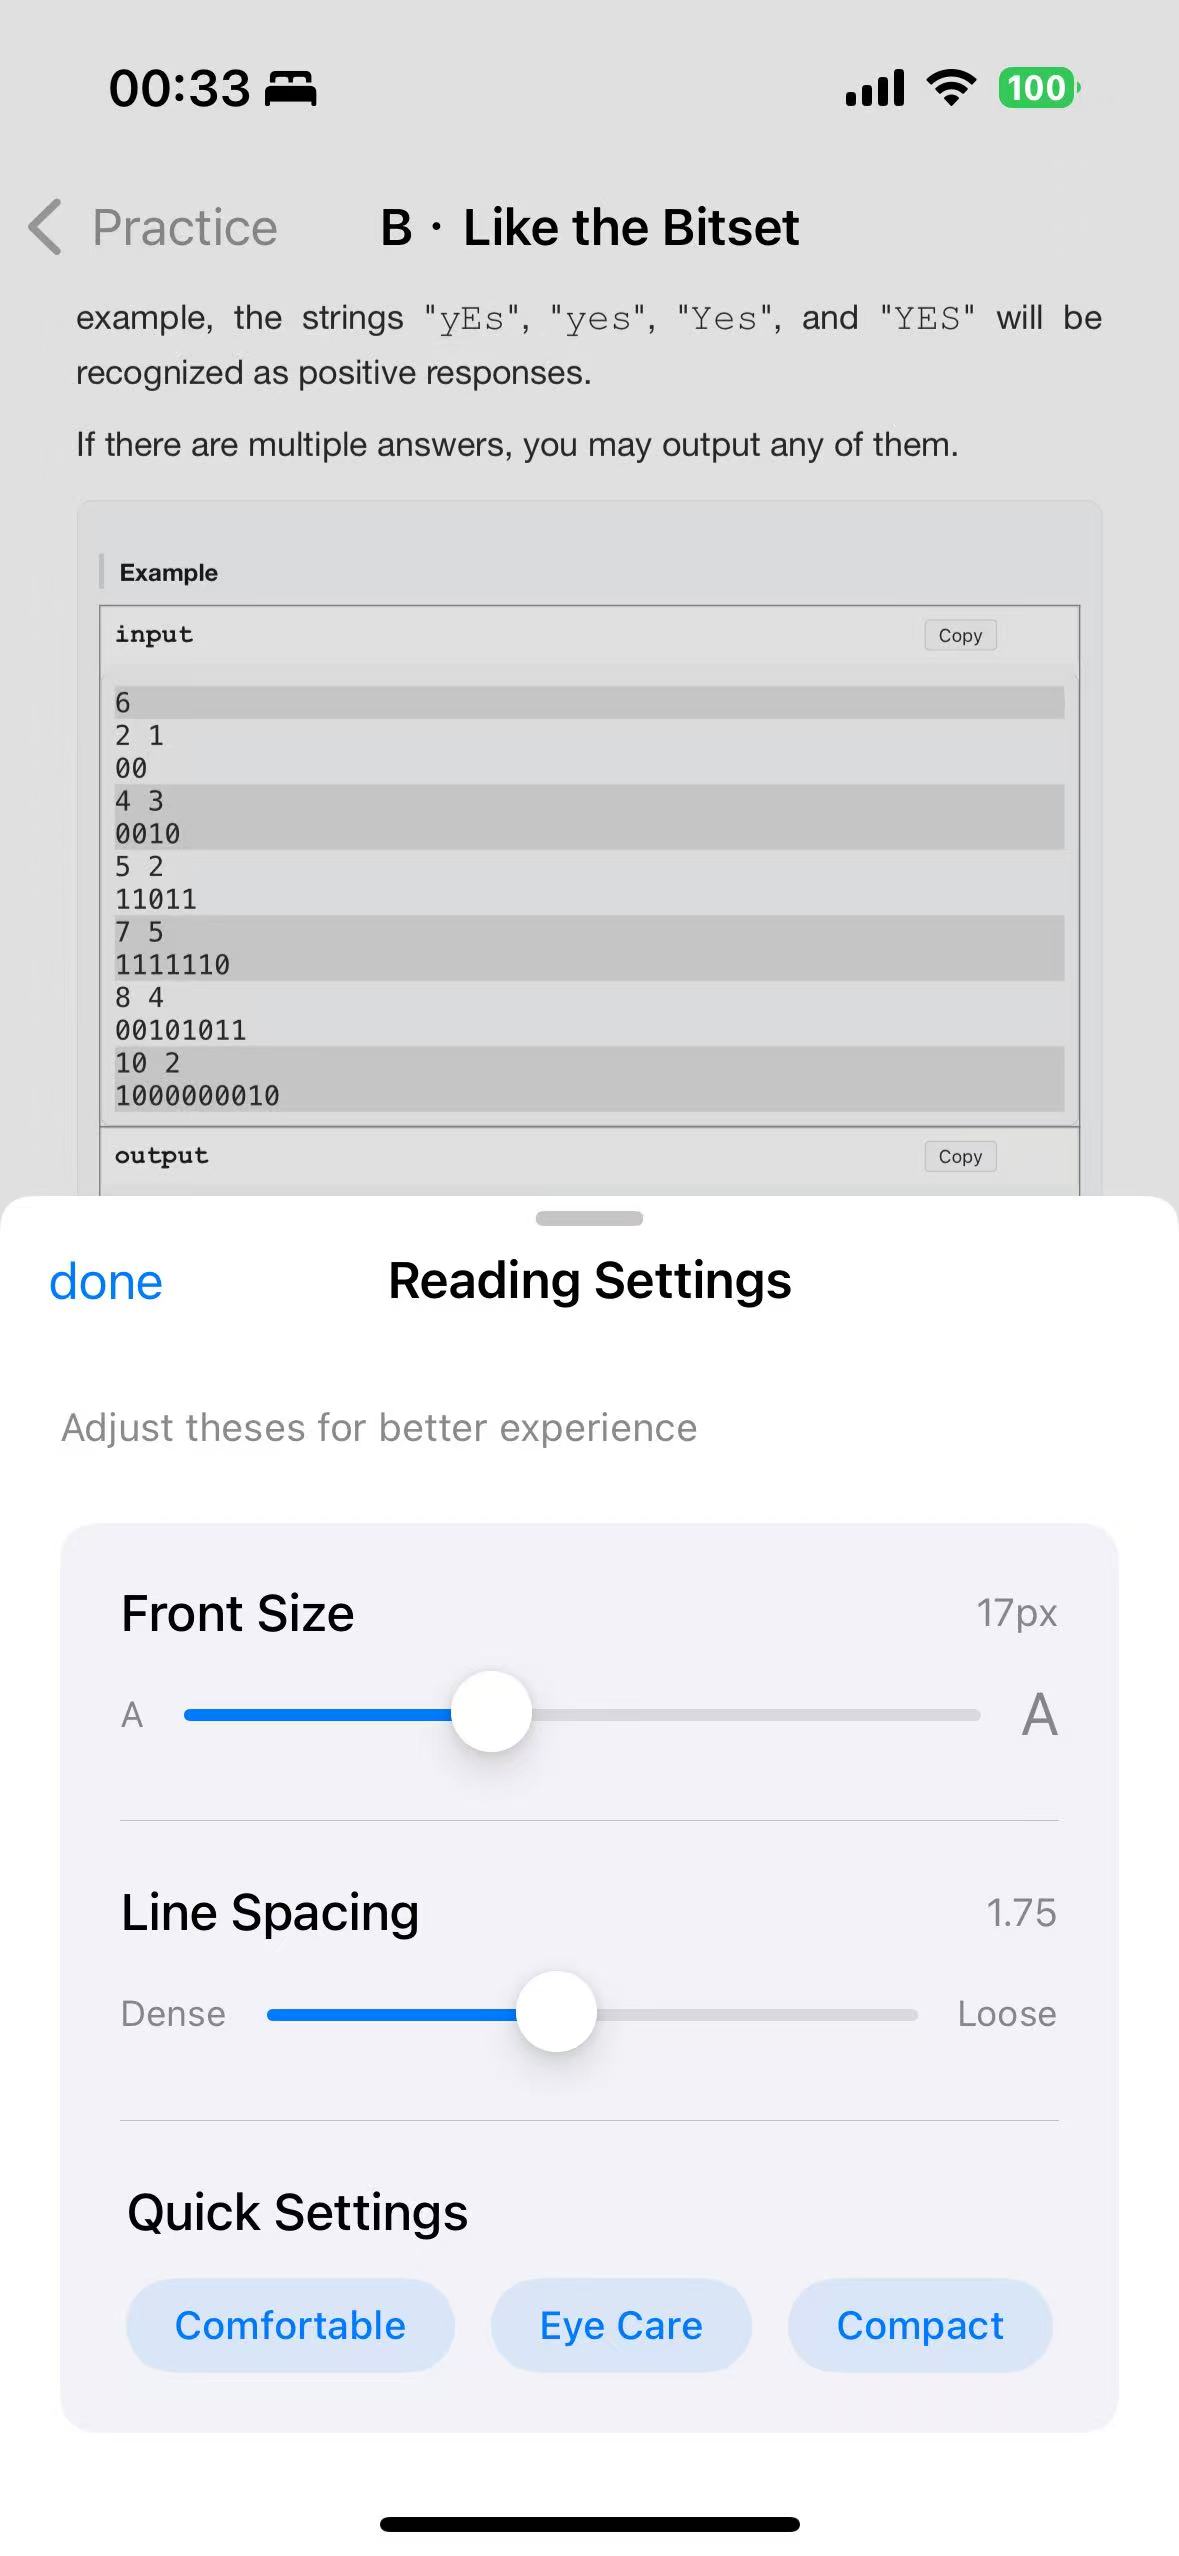 00:33
100
Practice
B · Like the Bitset
example, the strings "yEs", "yes", "Yes", and "YES" will be
recognized as positive responses.
If there are multiple answers, you may output any of them.
Example
input
Copy
6
2 1
00
4 3
0010
5 2
11011
7 5
1111110
8 4
00101011
10 2
1000000010
output
Copy
done
Reading Settings
Adjust theses for better experience
Front Size
17px
A
A
Line Spacing
1.75
Dense
Loose
Quick Settings
Comfortable
Eye Care
Compact